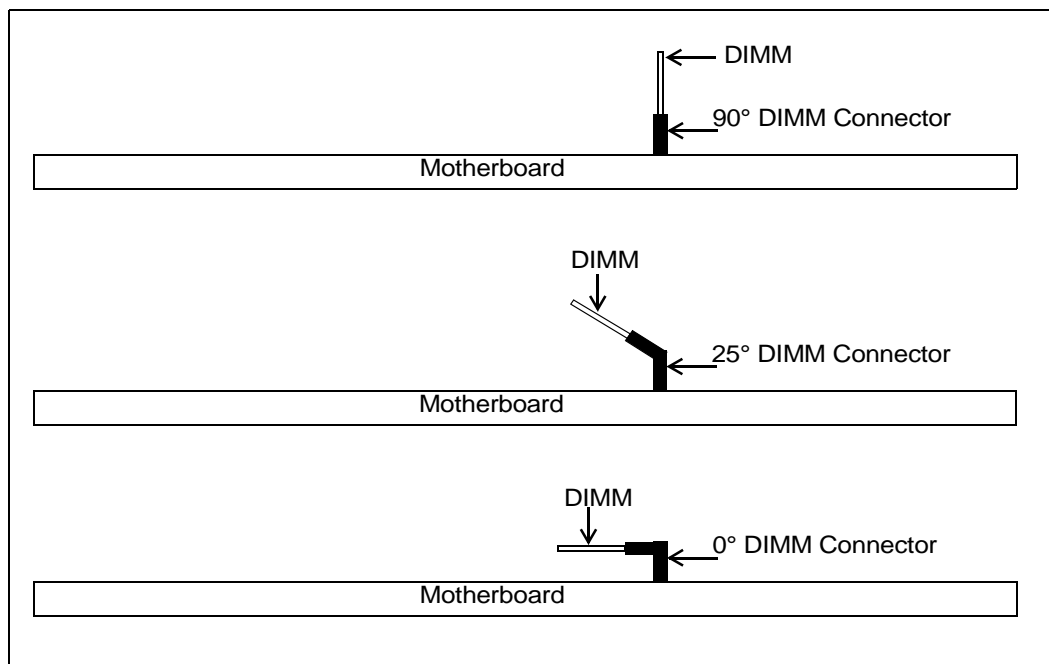 DIMM
90° DIMM Connector
Motherboard
DIMM
25° DIMM Connector
Motherboard
DIMM
0° DIMM Connector
Motherboard